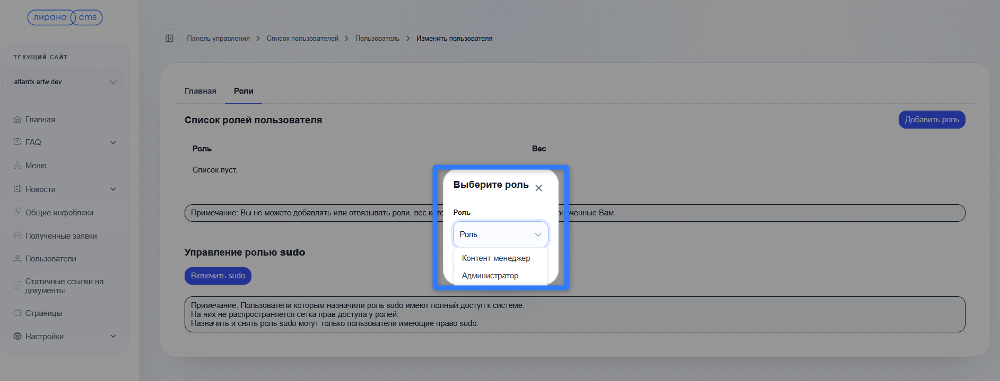 лирана cms
ТЕКУЩИЙ САЙТ
atlantx.artw.dev
Главная
FAQ
Меню
Новости
Общие инфоблоки
Полученные заявки
Пользователи
Статичные ссылки на
документы
Страницы
Настройки
Панель управления > Список пользователей > Пользователь > Изменить пользователя
Главная Роли
Список ролей пользователя
Добавить роль
Роль Вес
Список пуст.
Примечание: Вы не можете добавлять или отвязывать роли, вес
Вам.
Управление ролью sudo
Включить sudo
Примечание: Пользователи которым назначили роль sudo имеют полный доступ к системе.
На них не распространяется сетка прав доступа у ролей.
Назначить и снять роль sudo могут только пользователи имеющие право sudo.
Выберите роль
Роль
Роль
Контент-менеджер
Администратор